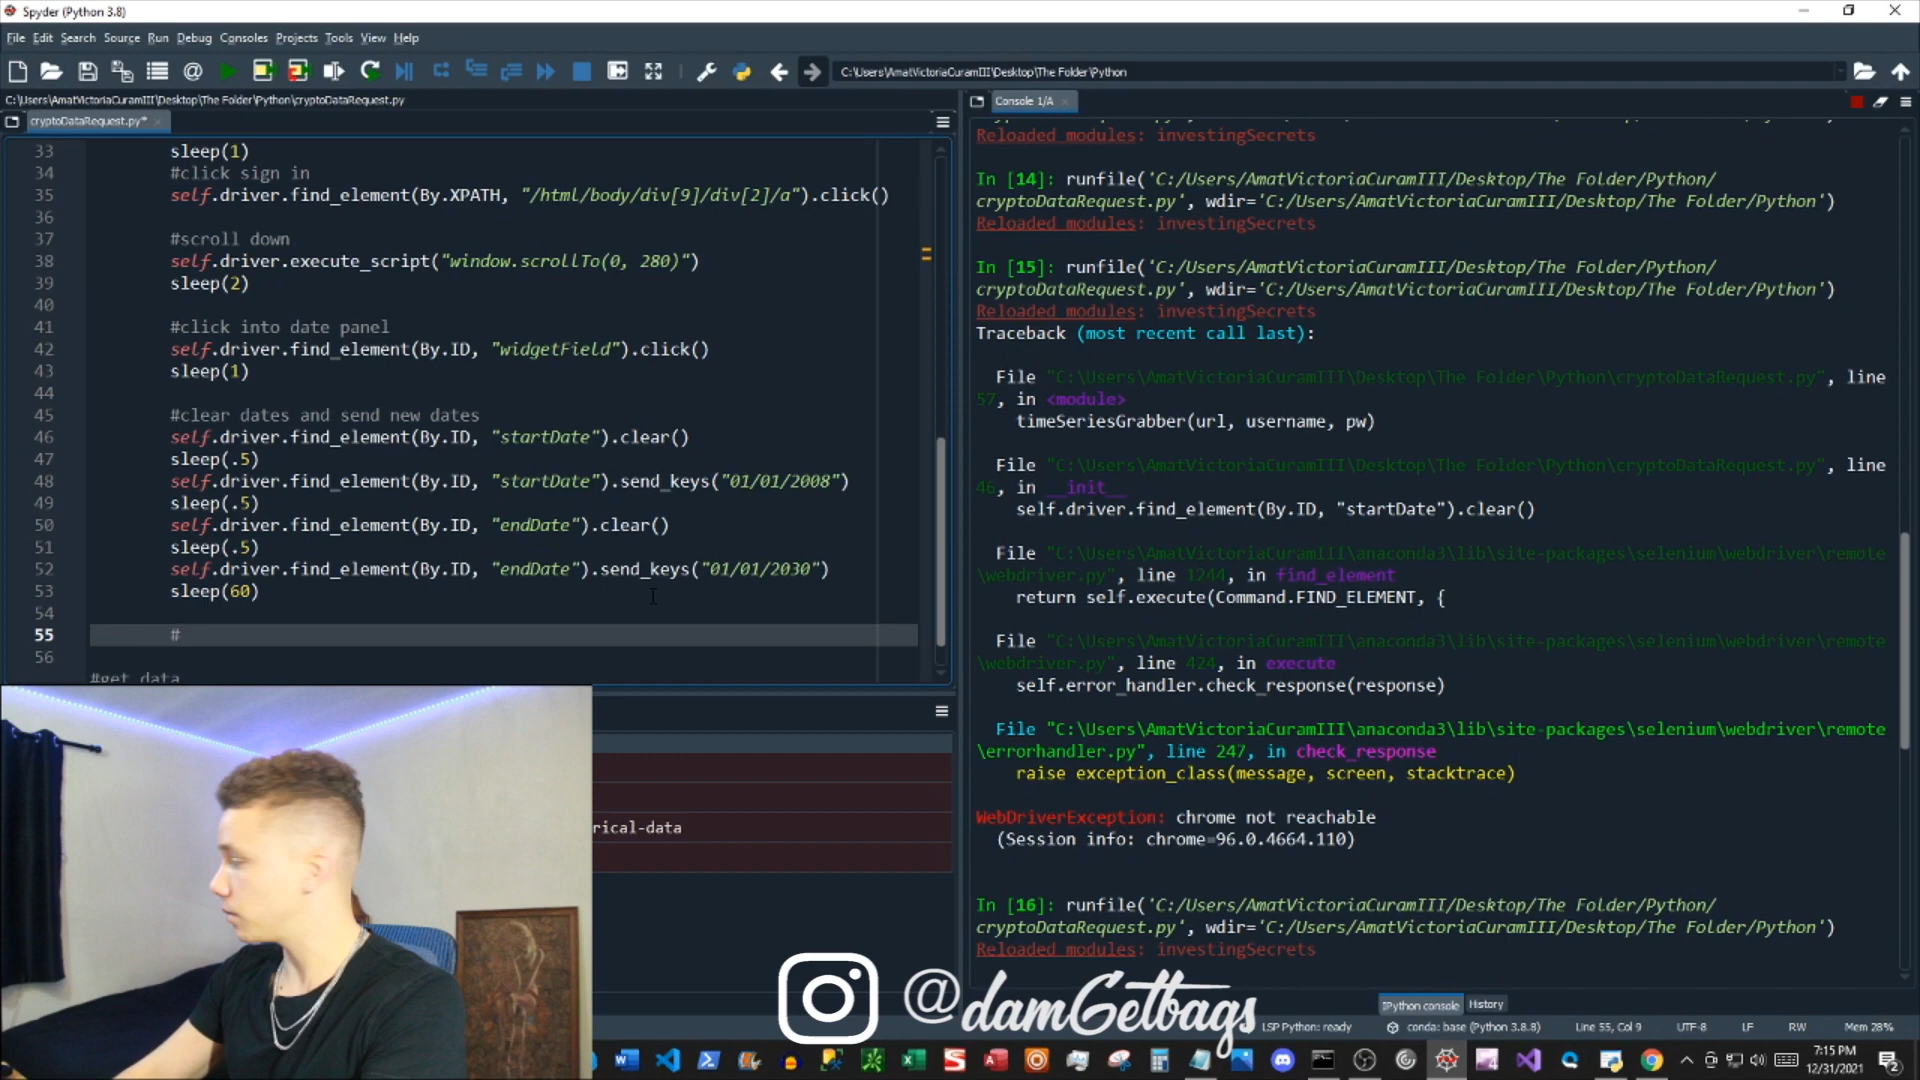 Spyder (Python 3.8)
File Edit Search Source Run Debug Consoles Projects Tools View Help
C:\Users\AmatVictoriaCuramIII\Desktop\The Folder\Python
C:\Users\AmatVictoriaCuramIII\Desktop\The Folder\Python\cryptoDataRequest.py
cryptoDataRequest.py*
33 sleep(1)
34 #click sign in
35 self.driver.find_element(By.XPATH, "/html/body/div[9]/div[2]/a").click()
36
37 #scroll down
38 self.driver.execute_script("window.scrollTo(0, 280)")
39 sleep(2)
40
41 #click into date panel
42 self.driver.find_element(By.ID, "widgetField").click()
43 sleep(1)
44
45 #clear dates and send new dates
46 self.driver.find_element(By.ID, "startDate").clear()
47 sleep(.5)
48 self.driver.find_element(By.ID, "startDate").send_keys("01/01/2008")
49 sleep(.5)
50 self.driver.find_element(By.ID, "endDate").clear()
51 sleep(.5)
52 self.driver.find_element(By.ID, "endDate").send_keys("01/01/2030")
53 sleep(60)
54
55 #
56
#get data
rical-data
Console 1/A
Reloaded modules: investingSecrets
In [14]: runfile('C:/Users/AmatVictoriaCuramIII/Desktop/The Folder/Python/
cryptoDataRequest.py', wdir='C:/Users/AmatVictoriaCuramIII/Desktop/The Folder/Python')
Reloaded modules: investingSecrets
In [15]: runfile('C:/Users/AmatVictoriaCuramIII/Desktop/The Folder/Python/
cryptoDataRequest.py', wdir='C:/Users/AmatVictoriaCuramIII/Desktop/The Folder/Python')
Reloaded modules: investingSecrets
Traceback (most recent call last):
File "C:\Users\AmatVictoriaCuramIII\Desktop\The Folder\Python\cryptoDataRequest.py", line
57, in <module>
timeSeriesGrabber(url, username, pw)
File "C:\Users\AmatVictoriaCuramIII\Desktop\The Folder\Python\cryptoDataRequest.py", line
46, in __init__
self.driver.find_element(By.ID, "startDate").clear()
File "C:\Users\AmatVictoriaCuramIII\anaconda3\lib\site-packages\selenium\webdriver\remote
\webdriver.py", line 1244, in find_element
return self.execute(Command.FIND_ELEMENT, {
File "C:\Users\AmatVictoriaCuramIII\anaconda3\lib\site-packages\selenium\webdriver\remote
\webdriver.py", line 424, in execute
self.error_handler.check_response(response)
File "C:\Users\AmatVictoriaCuramIII\anaconda3\lib\site-packages\selenium\webdriver\remote
\errorhandler.py", line 247, in check_response
raise exception_class(message, screen, stacktrace)
WebDriverException: chrome not reachable
(Session info: chrome=96.0.4664.110)
In [16]: runfile('C:/Users/AmatVictoriaCuramIII/Desktop/The Folder/Python/
cryptoDataRequest.py', wdir='C:/Users/AmatVictoriaCuramIII/Desktop/The Folder/Python')
Reloaded modules: investingSecrets
@damGetbags
IPython console History
LSP Python: ready conda: base (Python 3.8.8) Line 55, Col 9 UTF-8 LF RW Mem 28%
7:15 PM
12/31/2021